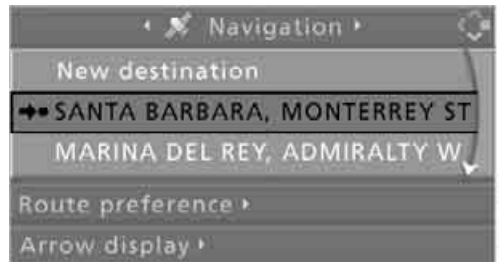 Navigation
New destination
SANTA BARBARA, MONTERREY ST
MARINA DEL REY, ADMIRALTY W
Route preference
Arrow display